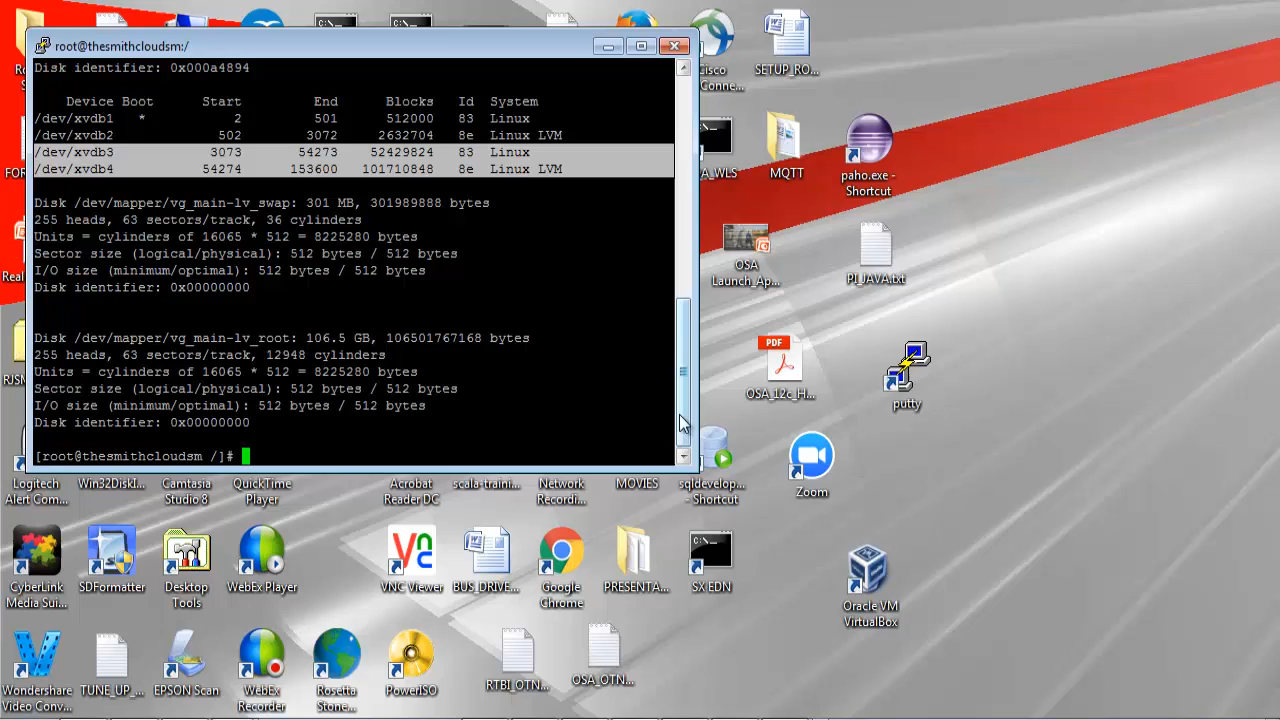 root@thesmithcloudsm:/
Disk identifier: 0x000a4894
Device Boot Start End Blocks Id System
/dev/xvdb1 * 2 501 512000 83 Linux
/dev/xvdb2 502 3072 2632704 8e Linux LVM
/dev/xvdb3 3073 54273 52429824 83 Linux
/dev/xvdb4 54274 153600 101710848 8e Linux LVM
Disk /dev/mapper/vg_main-lv_swap: 301 MB, 301989888 bytes
255 heads, 63 sectors/track, 36 cylinders
Units = cylinders of 16065 * 512 = 8225280 bytes
Sector size (logical/physical): 512 bytes / 512 bytes
I/O size (minimum/optimal): 512 bytes / 512 bytes
Disk identifier: 0x00000000
Disk /dev/mapper/vg_main-lv_root: 106.5 GB, 106501767168 bytes
255 heads, 63 sectors/track, 12948 cylinders
Units = cylinders of 16065 * 512 = 8225280 bytes
Sector size (logical/physical): 512 bytes / 512 bytes
I/O size (minimum/optimal): 512 bytes / 512 bytes
Disk identifier: 0x00000000
[root@thesmithcloudsm /]#
Cisco
Conne...
SETUP_RO...
A_WLS
MQTT
paho.exe -
Shortcut
OSA
Launch_Ap...
PI_JAVA.txt
PDF
OSA_12c_H...
putty
Zoom
Logitech
Alert Com...
Win32DiskI...
Camtasia
Studio 8
QuickTime
Player
Acrobat
Reader DC
scala-traini...
Network
Recordi...
MOVIES
sqldevelop...
- Shortcut
CyberLink
Media Sui...
SDFormatter
Desktop
Tools
WebEx Player
VNC Viewer
BUS_DRIVE...
Google
Chrome
PRESENTA...
SX EDN
Oracle VM
VirtualBox
Wondershare
Video Conv...
TUNE_UP_...
EPSON Scan
WebEx
Recorder
Rosetta
Stone...
PowerISO
RTBI_OTN...
OSA_OTN...